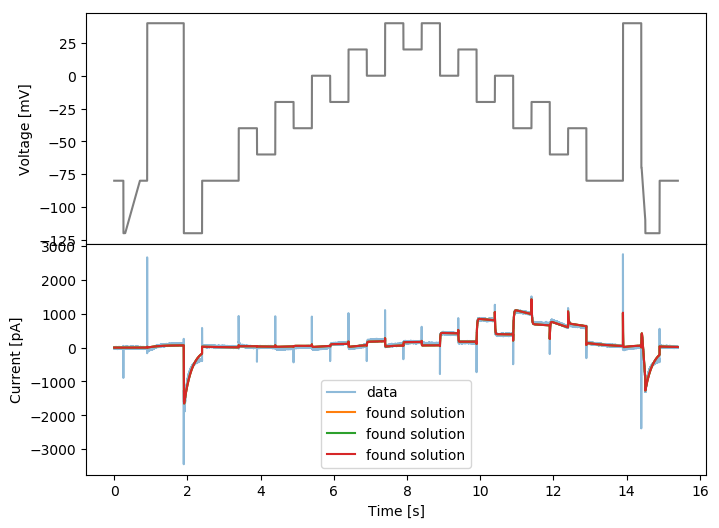 25
0
−25
−50
−75
−100
−125
Voltage [mV]
3000
2000
1000
0
−1000
−2000
−3000
Current [pA]
data
found solution
found solution
found solution
0 2 4 6 8 10 12 14 16
Time [s]